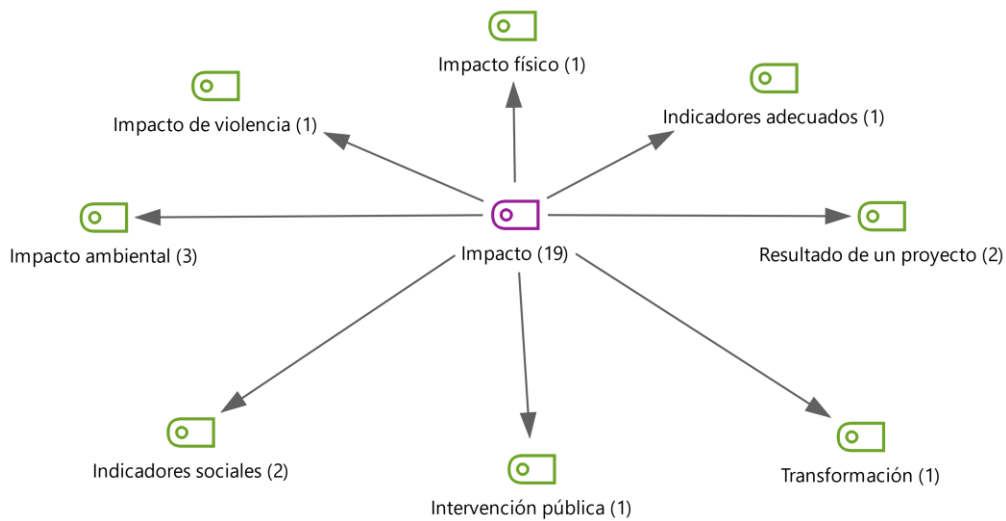 Impacto físico (1)
Impacto de violencia (1)
Indicadores adecuados (1)
Impacto ambiental (3)
Impacto (19)
Resultado de un proyecto (2)
Indicadores sociales (2)
Intervención pública (1)
Transformación (1)